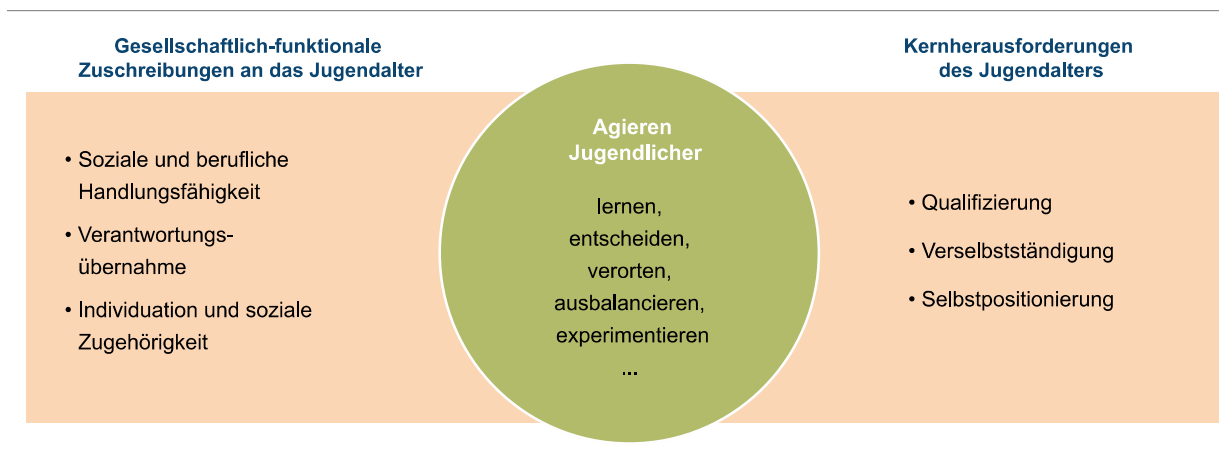 Gesellschaftlich-funktionale
Zuschreibungen an das Jugendalter
• Soziale und berufliche
Handlungsfähigkeit
• Verantwortungs-
übernahme
• Individuation und soziale
Zugehörigkeit
Agieren
Jugendlicher
lernen,
entscheiden,
verorten,
ausbalancieren,
experimentieren
...
Kernherausforderungen
des Jugendalters
• Qualifizierung
• Verselbstständigung
• Selbstpositionierung